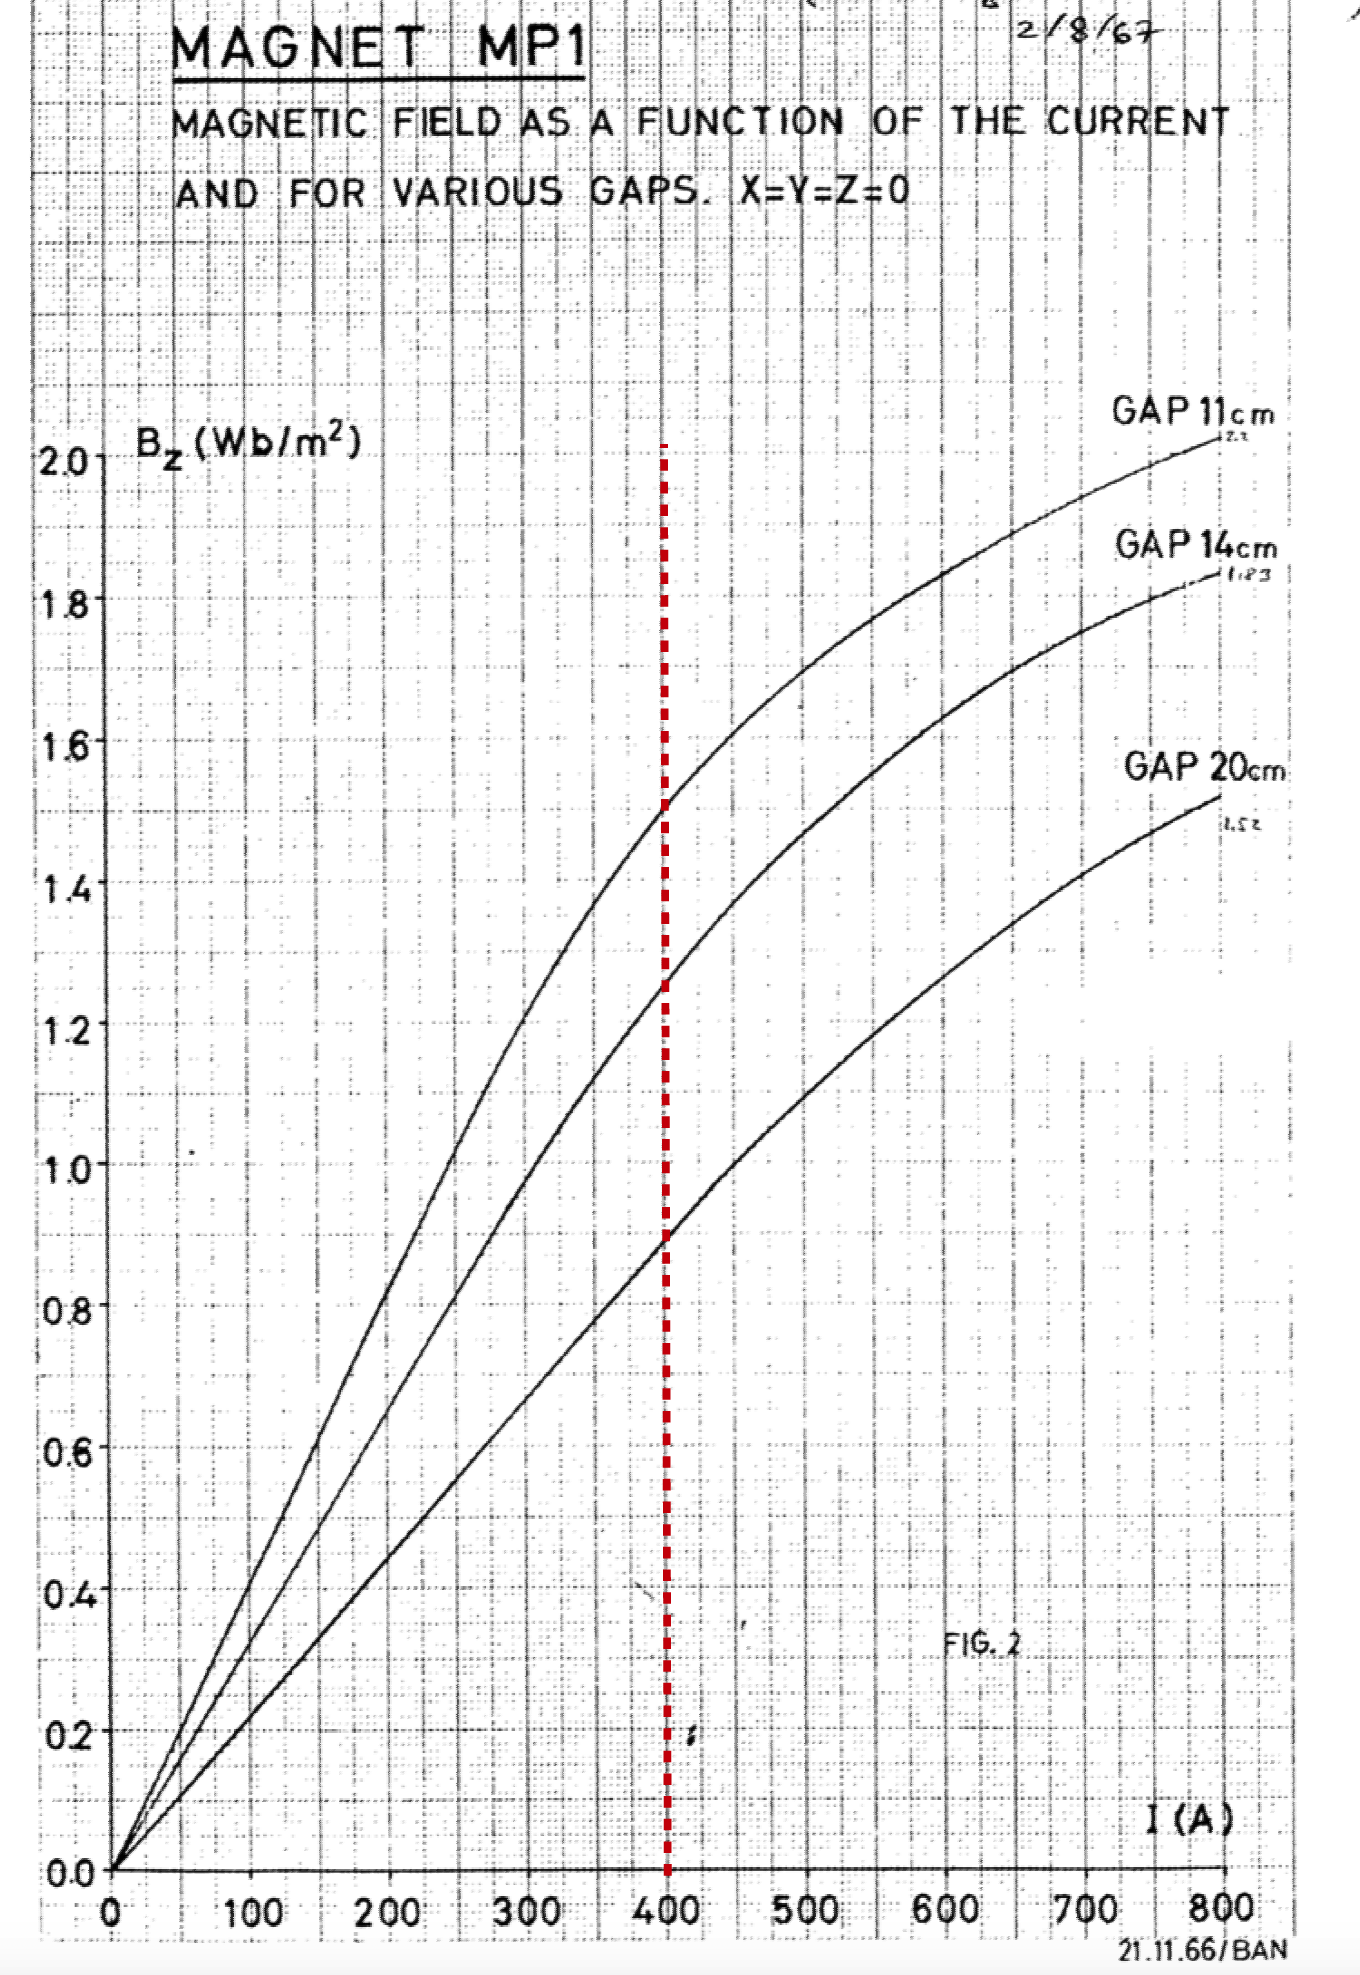 2/8/67
MAGNET MP1
MAGNETIC FIELD AS A FUNCTION OF THE CURRENT
AND FOR VARIOUS GAPS. X=Y=Z=0
GAP 11cm
Bz (Wb/m²)
2.0
GAP 14cm
1.83
1.8
1.6
GAP 20cm
1.52
1.4
1.2
1.0
0.8
0.6
0.4
FIG. 2
0.2
I (A)
0.0
0 100 200 300 400 500 600 700 800
21.11.66/BAN